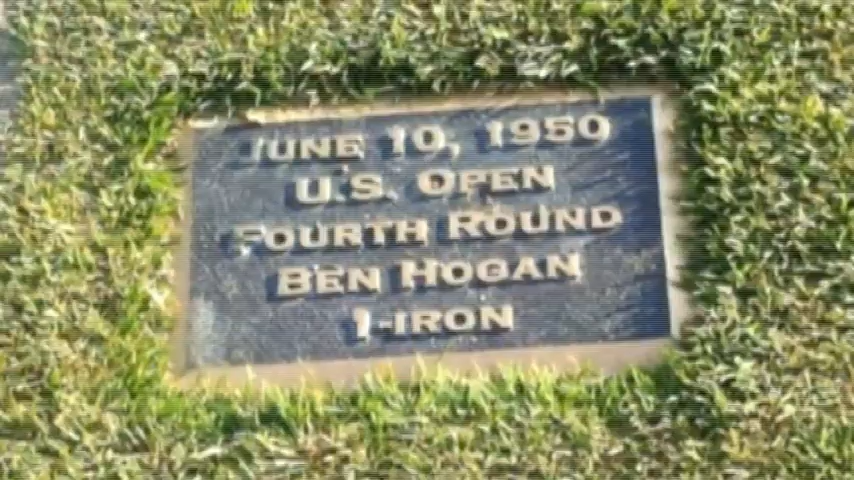 JUNE 10, 1950
U.S. OPEN
FOURTH ROUND
BEN HOGAN
1-IRON